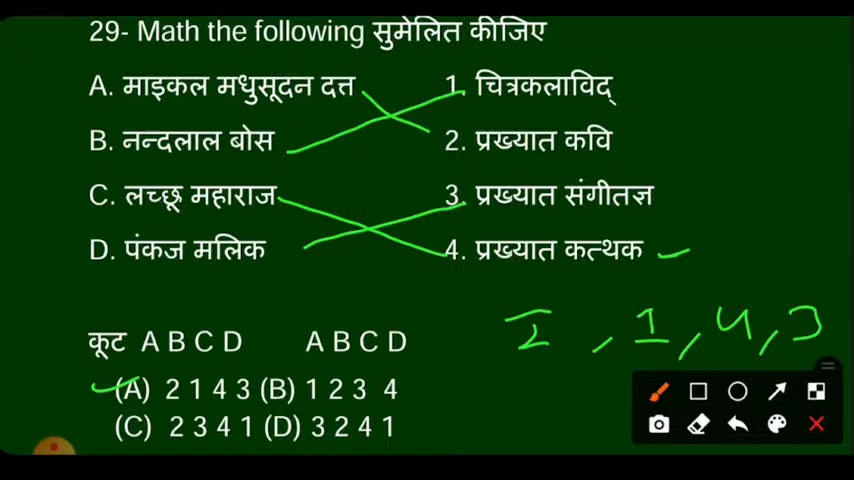 29- Math the following सुमेलित कीजिए
A. माइकल मधुसूदन दत्त 1. चित्रकलाविद्
B. नन्दलाल बोस 2. प्रख्यात कवि
C. लच्छू महाराज 3. प्रख्यात संगीतज्ञ
D. पंकज मलिक 4. प्रख्यात कत्थक
2, 1, 4, 3
कूट A B C D A B C D
(A) 2 1 4 3 (B) 1 2 3 4
(C) 2 3 4 1 (D) 3 2 4 1